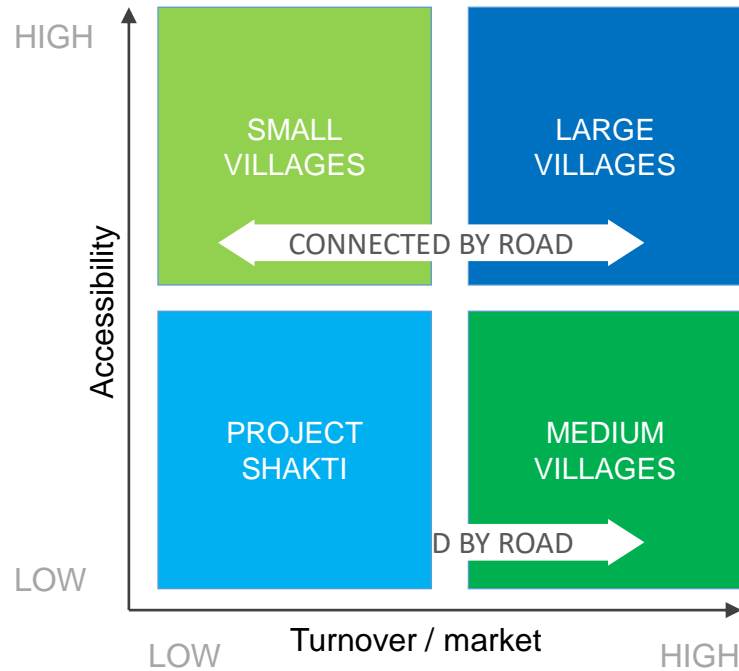 HIGH
SMALL
VILLAGES
LARGE
VILLAGES
CONNECTED BY ROAD
Accessibility
PROJECT
SHAKTI
MEDIUM
VILLAGES
D BY ROAD
LOW
LOW
Turnover / market
HIGH